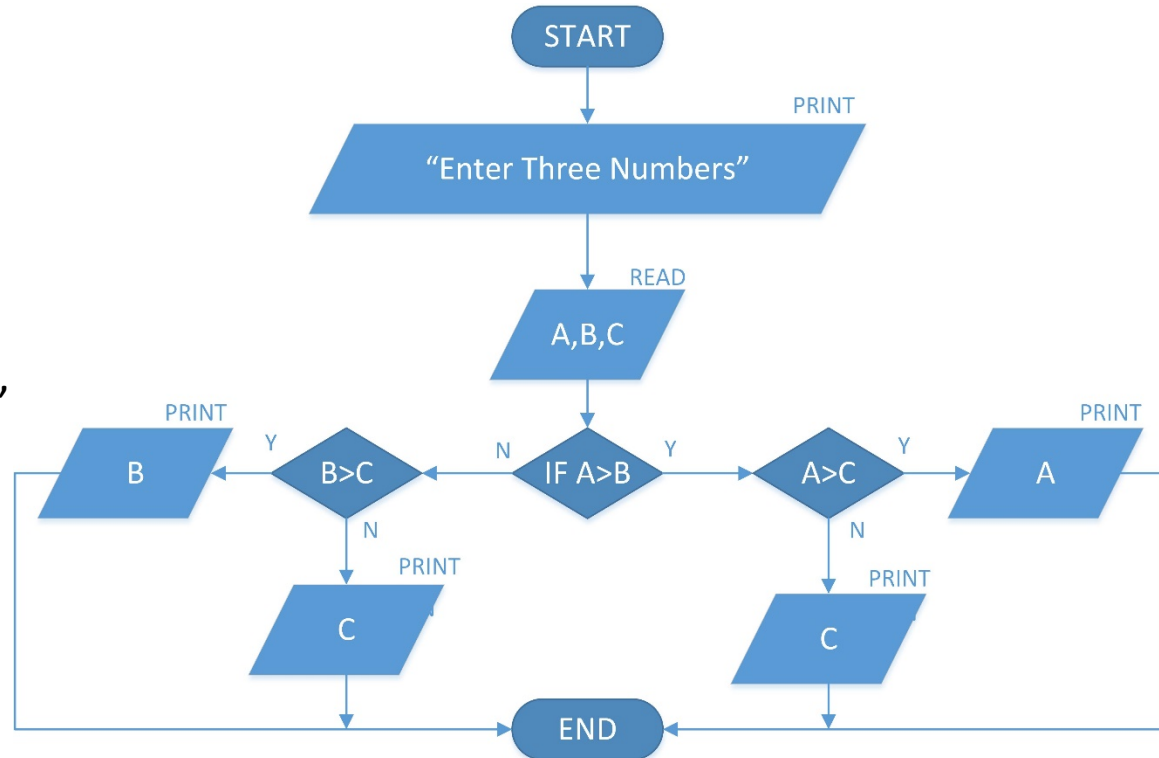 START
PRINT
“Enter Three Numbers”
READ
A,B,C
,
PRINT
PRINT
B
Y
B>C
N
IF A>B
Y
A>C
Y
A
N
N
PRINT
PRINT
C
C
END